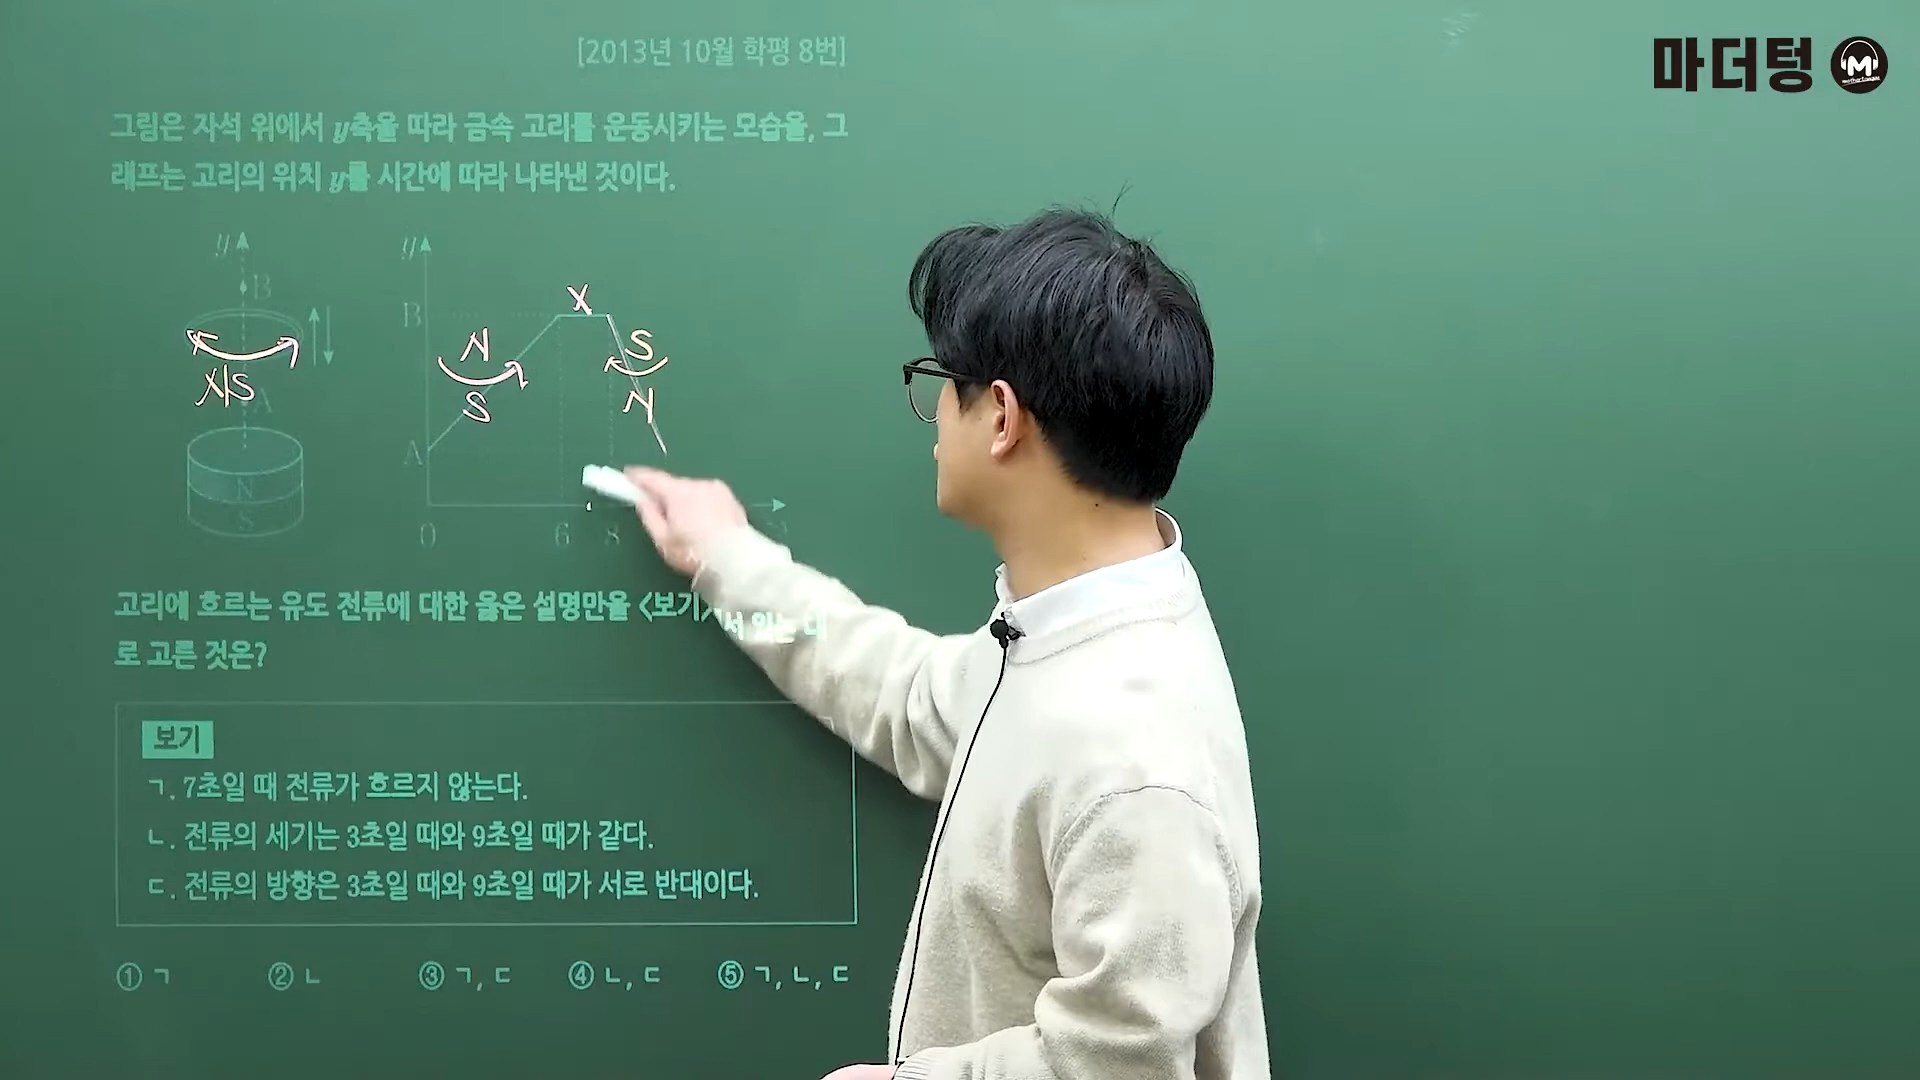 마더텅
[2013년 10월 학평 8번]
그림은 자석 위에서 y축을 따라 금속 고리를 운동시키는 모습을, 그
래프는 고리의 위치 y를 시간에 따라 나타낸 것이다.
y
B
N S
A
N
S
y
B
A
0
6
8
X
N
S
S
N
고리에 흐르는 유도 전류에 대한 옳은 설명만을 <보기>서 있는 대
로 고른 것은?
보기
ㄱ. 7초일 때 전류가 흐르지 않는다.
ㄴ. 전류의 세기는 3초일 때와 9초일 때가 같다.
ㄷ. 전류의 방향은 3초일 때와 9초일 때가 서로 반대이다.
① ㄱ ② ㄴ ③ ㄱ, ㄷ ④ ㄴ, ㄷ ⑤ ㄱ, ㄴ, ㄷ